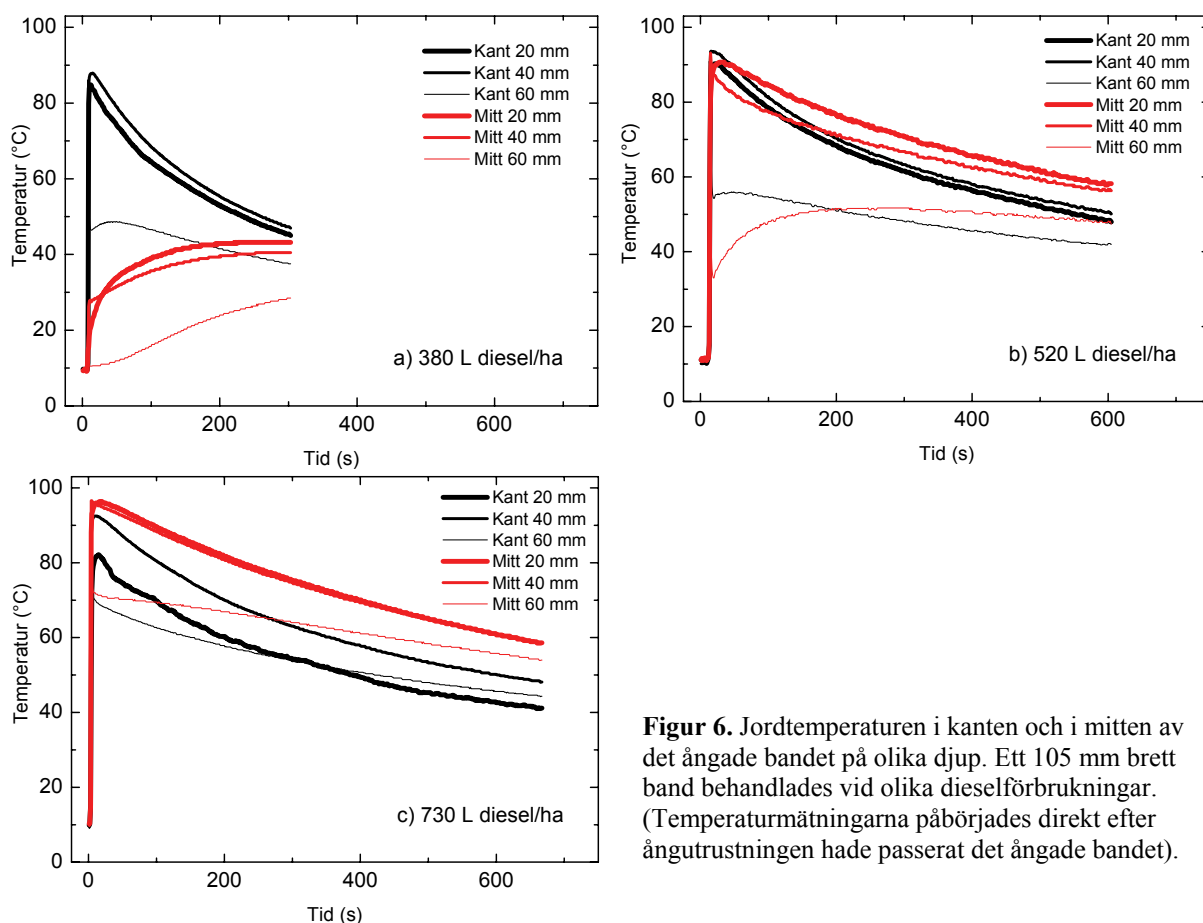 100
80
60
40
20
0
Temperatur (°C)
0
200
400
600
Tid (s)
Kant 20 mm
Kant 40 mm
Kant 60 mm
Mitt 20 mm
Mitt 40 mm
Mitt 60 mm
a) 380 L diesel/ha
100
80
60
40
20
0
Temperatur (°C)
0
200
400
600
Tid (s)
Kant 20 mm
Kant 40 mm
Kant 60 mm
Mitt 20 mm
Mitt 40 mm
Mitt 60 mm
b) 520 L diesel/ha
100
80
60
40
20
0
Temperatur (°C)
0
200
400
600
Tid (s)
Kant 20 mm
Kant 40 mm
Kant 60 mm
Mitt 20 mm
Mitt 40 mm
Mitt 60 mm
c) 730 L diesel/ha
Figur 6. Jordtemperaturen i kanten och i mitten av
det ångade bandet på olika djup. Ett 105 mm brett
band behandlades vid olika dieselförbrukningar.
(Temperaturmätningarna påbörjades direkt efter
ångutrustningen hade passerat det ångade bandet).